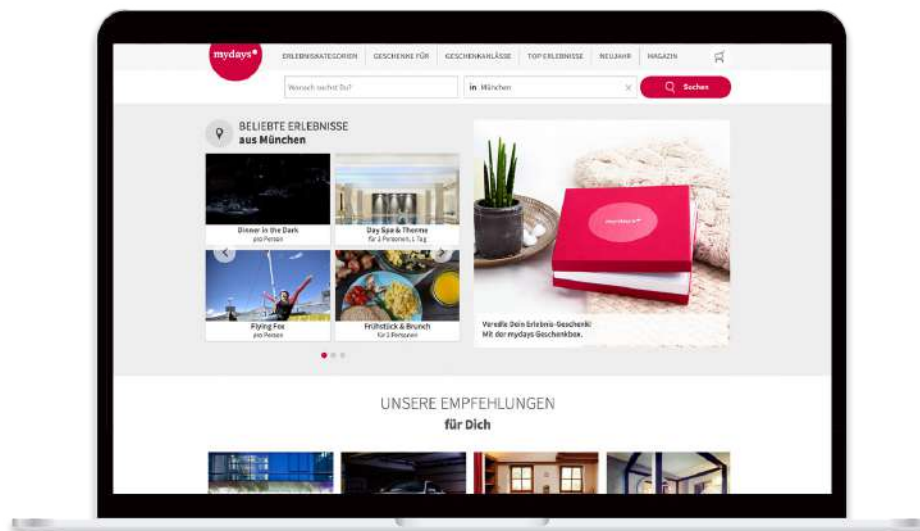 mydays
ERLEBNISKATEGORIEN GESCHENKE FÜR GESCHENKANLÄSSE TOP ERLEBNISSE NEUJAHR MAGAZIN
Wonach suchst Du? in München × Suchen
BELIEBTE ERLEBNISSE
aus München
Dinner in the Dark
pro Person
Day Spa & Therme
für 2 Personen, 1 Tag
Flying Fox
pro Person
Frühstück & Brunch
für 2 Personen
mydays
Veredle Dein Erlebnis-Geschenk!
Mit der mydays Geschenkbox.
UNSERE EMPFEHLUNGEN
für Dich